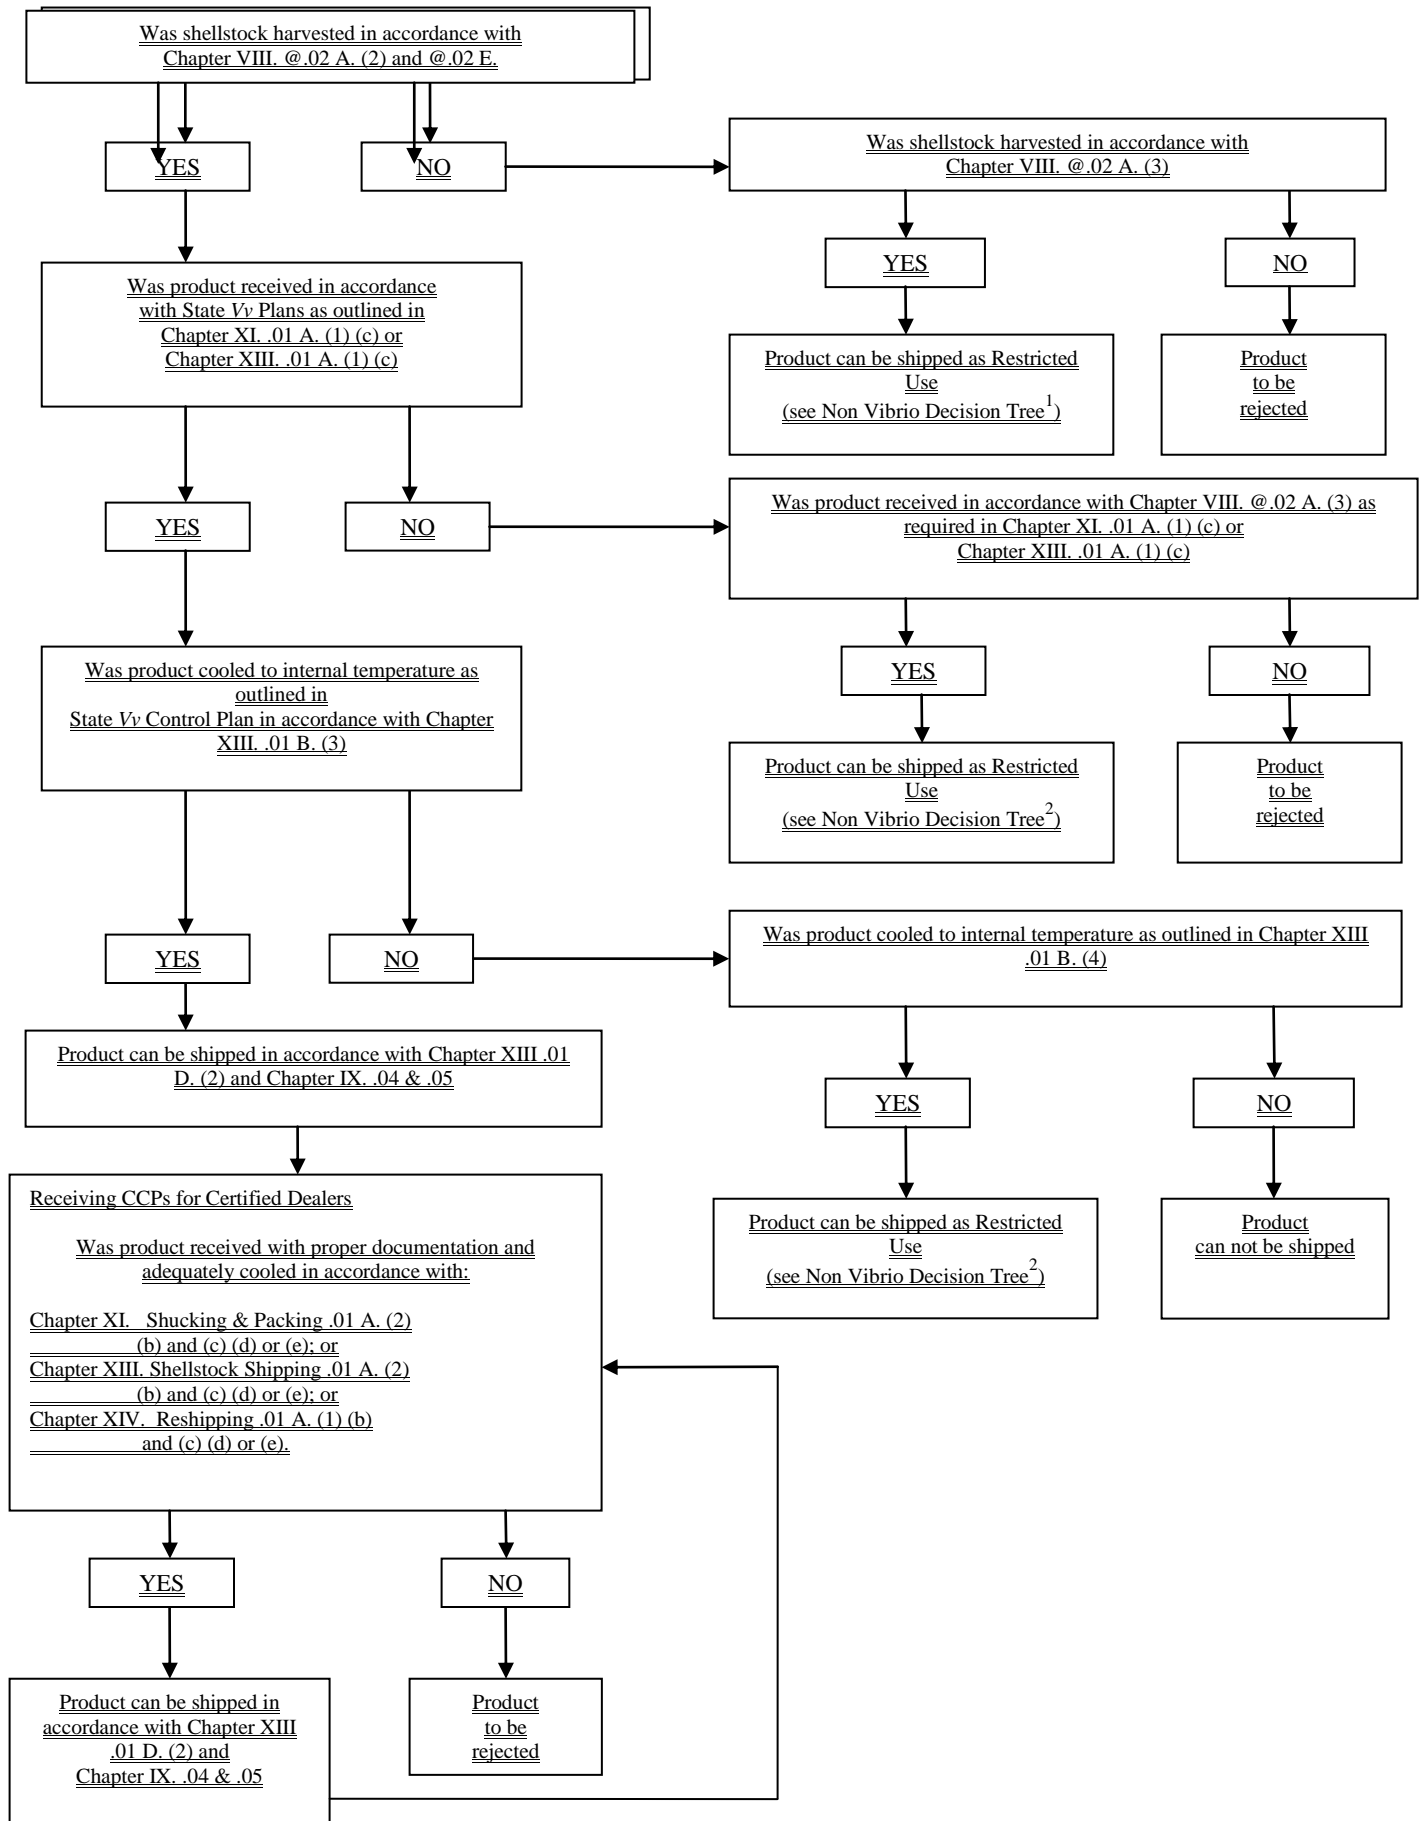 Was shellstock harvested in accordance with
Chapter VIII. @.02 A. (2) and @.02 E.
YES
NO
Was shellstock harvested in accordance with
Chapter VIII. @.02 A. (3)
YES
NO
Product can be shipped as Restricted
Use
(see Non Vibrio Decision Tree1)
Product
to be
rejected
Was product received in accordance
with State Vv Plans as outlined in
Chapter XI. .01 A. (1) (c) or
Chapter XIII. .01 A. (1) (c)
YES
NO
Was product received in accordance with Chapter VIII. @.02 A. (3) as
required in Chapter XI. .01 A. (1) (c) or
Chapter XIII. .01 A. (1) (c)
YES
NO
Product can be shipped as Restricted
Use
(see Non Vibrio Decision Tree2)
Product
to be
rejected
Was product cooled to internal temperature as
outlined in
State Vv Control Plan in accordance with Chapter
XIII. .01 B. (3)
YES
NO
Was product cooled to internal temperature as outlined in Chapter XIII
.01 B. (4)
YES
NO
Product can be shipped as Restricted
Use
(see Non Vibrio Decision Tree2)
Product
can not be shipped
Product can be shipped in accordance with Chapter XIII .01
D. (2) and Chapter IX. .04 & .05
Receiving CCPs for Certified Dealers
Was product received with proper documentation and
adequately cooled in accordance with:
Chapter XI. Shucking & Packing .01 A. (2)
(b) and (c) (d) or (e); or
Chapter XIII. Shellstock Shipping .01 A. (2)
(b) and (c) (d) or (e); or
Chapter XIV. Reshipping .01 A. (1) (b)
and (c) (d) or (e).
YES
NO
Product can be shipped in
accordance with Chapter XIII
.01 D. (2) and
Chapter IX. .04 & .05
Product
to be
rejected